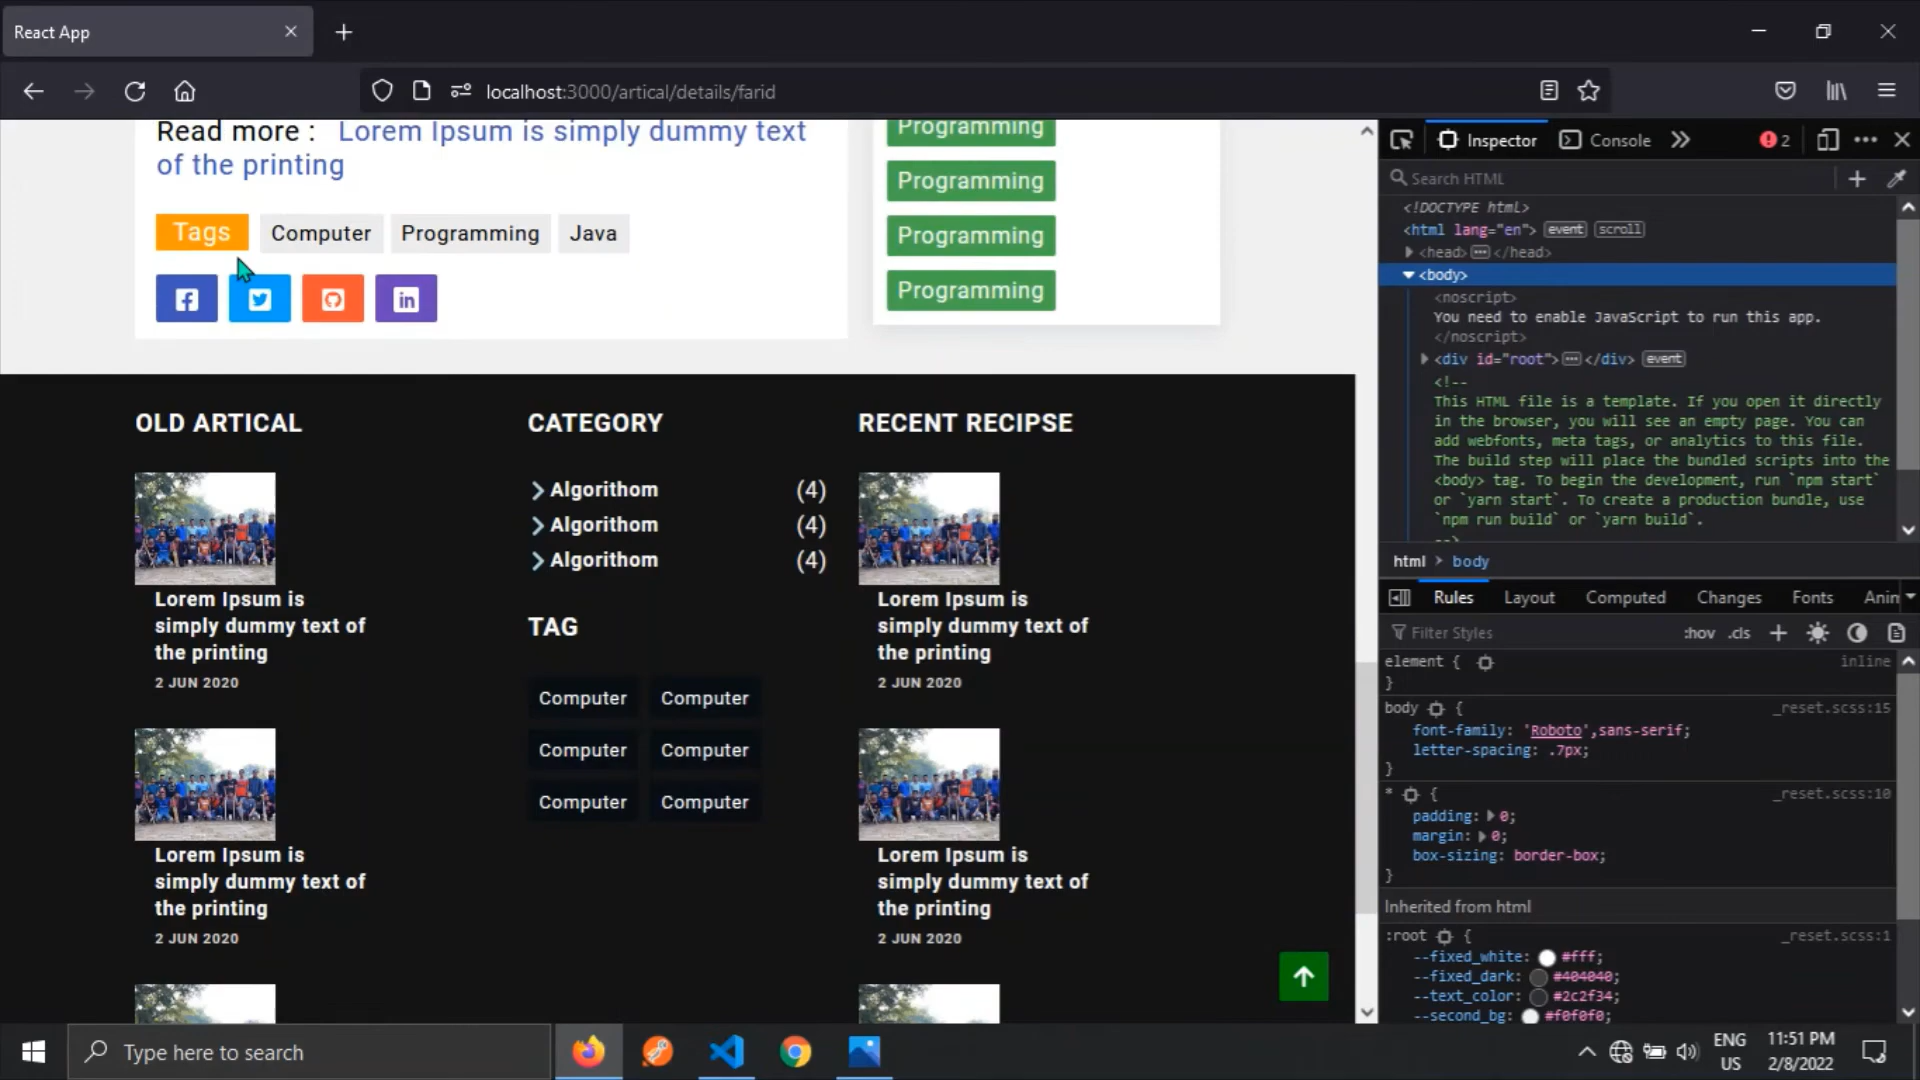 React App
localhost:3000/artical/details/farid
Read more : Lorem Ipsum is simply dummy text
of the printing
Tags
Computer
Programming
Java
Programming
Programming
Programming
Programming
OLD ARTICAL
Lorem Ipsum is
simply dummy text of
the printing
2 JUN 2020
Lorem Ipsum is
simply dummy text of
the printing
2 JUN 2020
CATEGORY
Algorithom (4)
Algorithom (4)
Algorithom (4)
TAG
Computer Computer
Computer Computer
Computer Computer
RECENT RECIPSE
Lorem Ipsum is
simply dummy text of
the printing
2 JUN 2020
Lorem Ipsum is
simply dummy text of
the printing
2 JUN 2020
Inspector
Console
2
Search HTML
<!DOCTYPE html>
<html lang="en"> event scroll
<head> </head>
<body>
<noscript>
You need to enable JavaScript to run this app.
</noscript>
<div id="root"> </div> event
<!--
This HTML file is a template. If you open it directly
in the browser, you will see an empty page. You can
add webfonts, meta tags, or analytics to this file.
The build step will place the bundled scripts into the
<body> tag. To begin the development, run `npm start`
or `yarn start`. To create a production bundle, use
`npm run build` or `yarn build`.
-->
html > body
Rules Layout Computed Changes Fonts Anin
Filter Styles :hov .cls
element { inline
}
body { _reset.scss:15
font-family: 'Roboto',sans-serif;
letter-spacing: .7px;
}
* { _reset.scss:10
padding: 0;
margin: 0;
box-sizing: border-box;
}
Inherited from html
:root { _reset.scss:1
--fixed_white: #fff;
--fixed_dark: #404040;
--text_color: #2c2f34;
--second_bg: #f0f0f0;
Type here to search
ENG
US
11:51 PM
2/8/2022